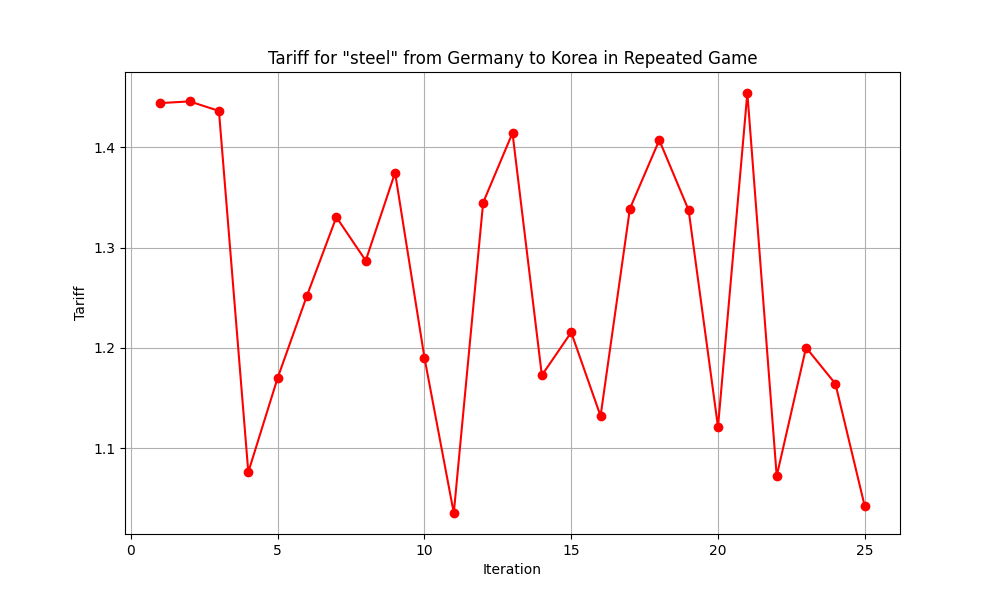 Tariff for "steel" from Germany to Korea in Repeated Game
1.4
1.3
1.2
1.1
Tariff
0 5 10 15 20 25
Iteration